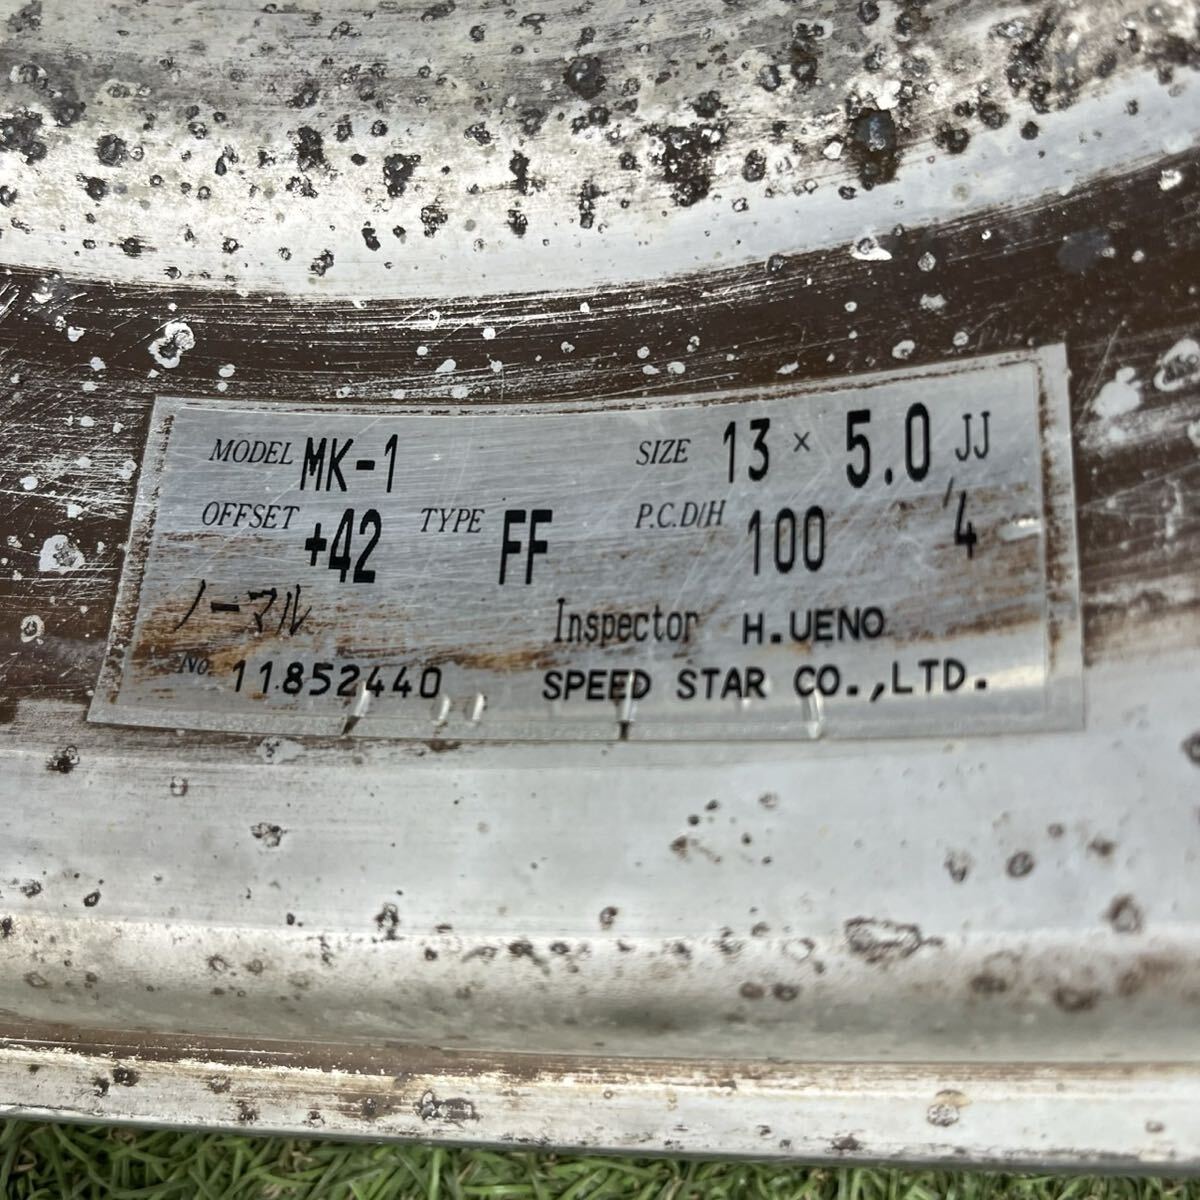 MODEL MK-1 SIZE 13 × 5.0 JJ
OFFSET +42 TYPE FF P.C.D/H 100 4
ノーマル Inspector H.UENO
No. 11852440 SPEED STAR CO.,LTD.